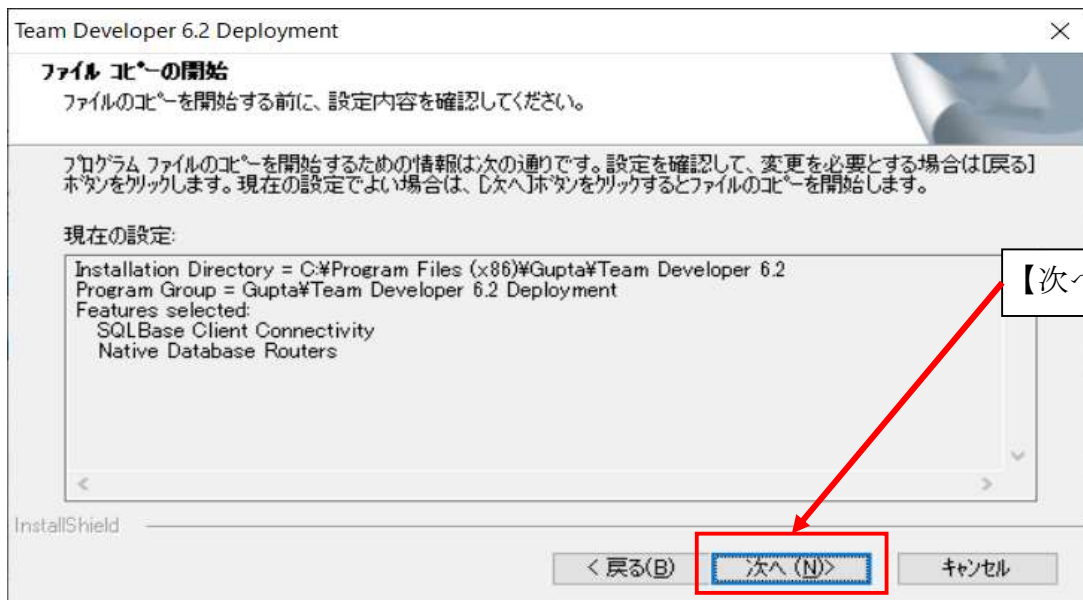 Team Developer 6.2 Deployment
ファイル コピーの開始
ファイルのコピーを開始する前に、設定内容を確認してください。
プログラム ファイルのコピーを開始するための情報は次の通りです。設定を確認して、変更を必要とする場合は[戻る]
ボタンをクリックします。現在の設定でよい場合は、[次へ]ボタンをクリックするとファイルのコピーを開始します。
現在の設定:
Installation Directory = C:¥Program Files (x86)¥Gupta¥Team Developer 6.2
Program Group = Gupta¥Team Developer 6.2 Deployment
Features selected:
SQLBase Client Connectivity
Native Database Routers
【次へ
InstallShield
< 戻る(B) 次へ (N)> キャンセル